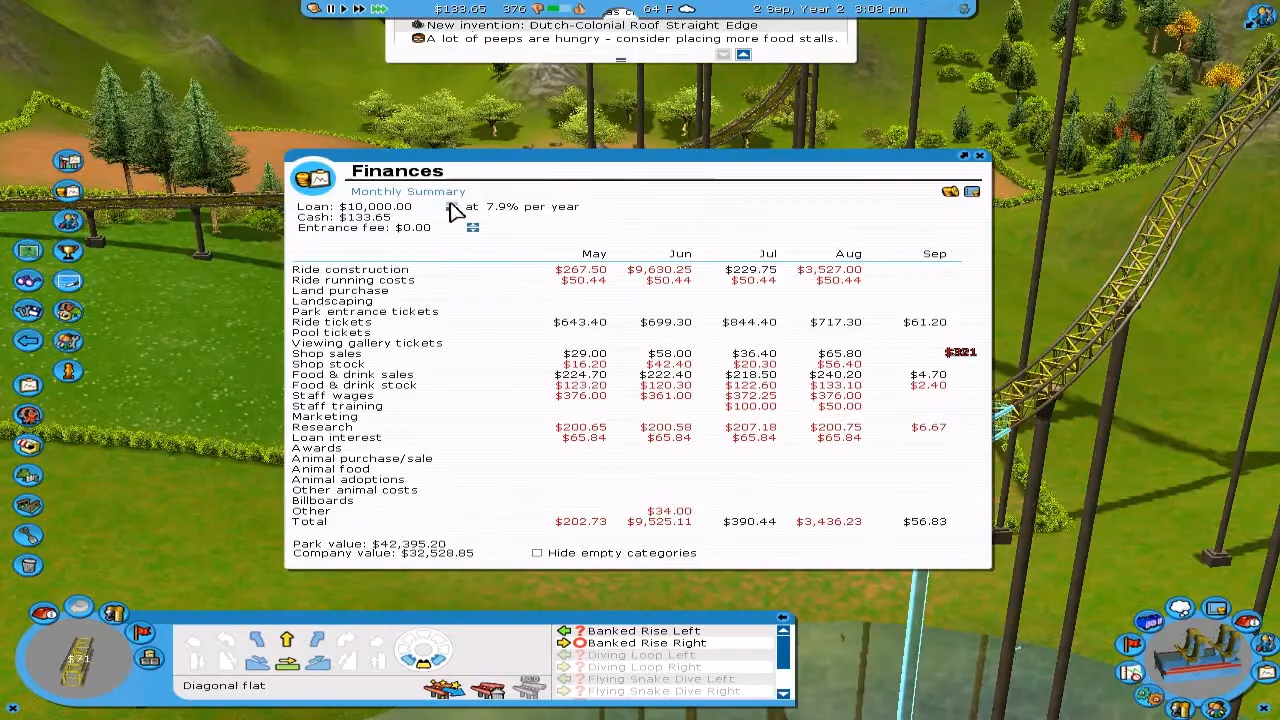 $133.65 376 64 F 2 Sep, Year 2 3:08 pm
New invention: Dutch-Colonial Roof Straight Edge
A lot of peeps are hungry - consider placing more food stalls.
Finances
Monthly Summary
Loan: $10,000.00 at 7.9% per year
Cash: $133.65
Entrance fee: $0.00
May Jun Jul Aug Sep
Ride construction $267.50 $9,630.25 $229.75 $3,527.00
Ride running costs $50.44 $50.44 $50.44 $50.44
Land purchase
Landscaping
Park entrance tickets
Ride tickets $643.40 $699.30 $844.40 $717.30 $61.20
Pool tickets
Viewing gallery tickets
Shop sales $29.00 $58.00 $36.40 $65.80
$321
Shop stock $16.20 $42.40 $20.30 $56.40
Food & drink sales $224.70 $222.40 $218.50 $240.20 $4.70
Food & drink stock $123.20 $120.30 $122.60 $133.10 $2.40
Staff wages $376.00 $361.00 $372.25 $376.00
Staff training $100.00 $50.00
Marketing
Research $200.65 $200.58 $207.18 $200.75 $6.67
Loan interest $65.84 $65.84 $65.84 $65.84
Awards
Animal purchase/sale
Animal food
Animal adoptions
Other animal costs
Billboards
Other $34.00
Total $202.73 $9,525.11 $390.44 $3,436.23 $56.83
Park value: $42,395.20
Company value: $32,528.85 Hide empty categories
$71
Diagonal flat
Banked Rise Left
Banked Rise Right
Diving Loop Left
Diving Loop Right
Flying Snake Dive Left
Flying Snake Dive Right